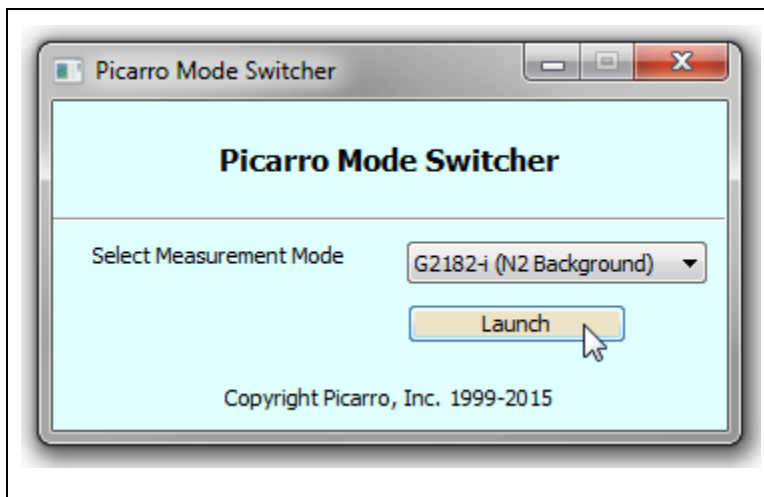 Picarro Mode Switcher
Picarro Mode Switcher
Select Measurement Mode
G2182-i (N2 Background)
Launch
Copyright Picarro, Inc. 1999-2015